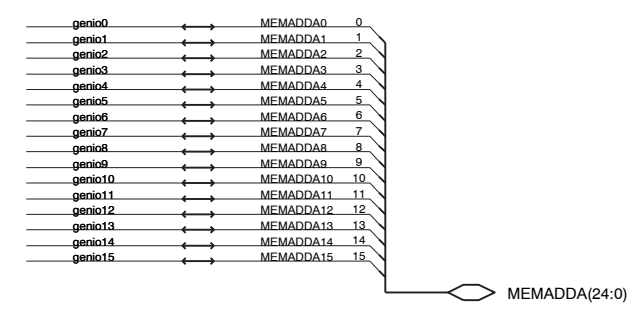 genio0 MEMADDA0 0
genio1 MEMADDA1 1
genio2 MEMADDA2 2
genio3 MEMADDA3 3
genio4 MEMADDA4 4
genio5 MEMADDA5 5
genio6 MEMADDA6 6
genio7 MEMADDA7 7
genio8 MEMADDA8 8
genio9 MEMADDA9 9
genio10 MEMADDA10 10
genio11 MEMADDA11 11
genio12 MEMADDA12 12
genio13 MEMADDA13 13
genio14 MEMADDA14 14
genio15 MEMADDA15 15
MEMADDA(24:0)